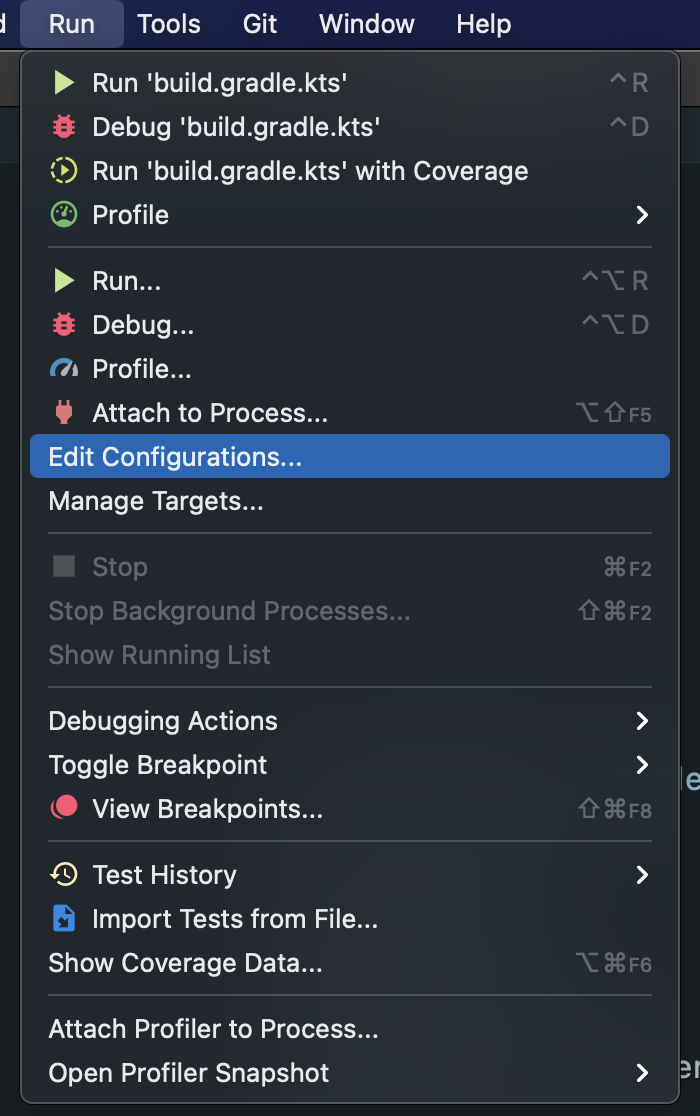 Run Tools Git Window Help
Run 'build.gradle.kts' ^ R
Debug 'build.gradle.kts' ^ D
Run 'build.gradle.kts' with Coverage
Profile
Run... ^⌥ R
Debug... ^⌥ D
Profile...
Attach to Process... ⌥⇧F5
Edit Configurations...
Manage Targets...
Stop ⌘F2
Stop Background Processes... ⇧⌘F2
Show Running List
Debugging Actions
Toggle Breakpoint
View Breakpoints... ⇧⌘F8
Test History
Import Tests from File...
Show Coverage Data... ⌥⌘F6
Attach Profiler to Process...
Open Profiler Snapshot